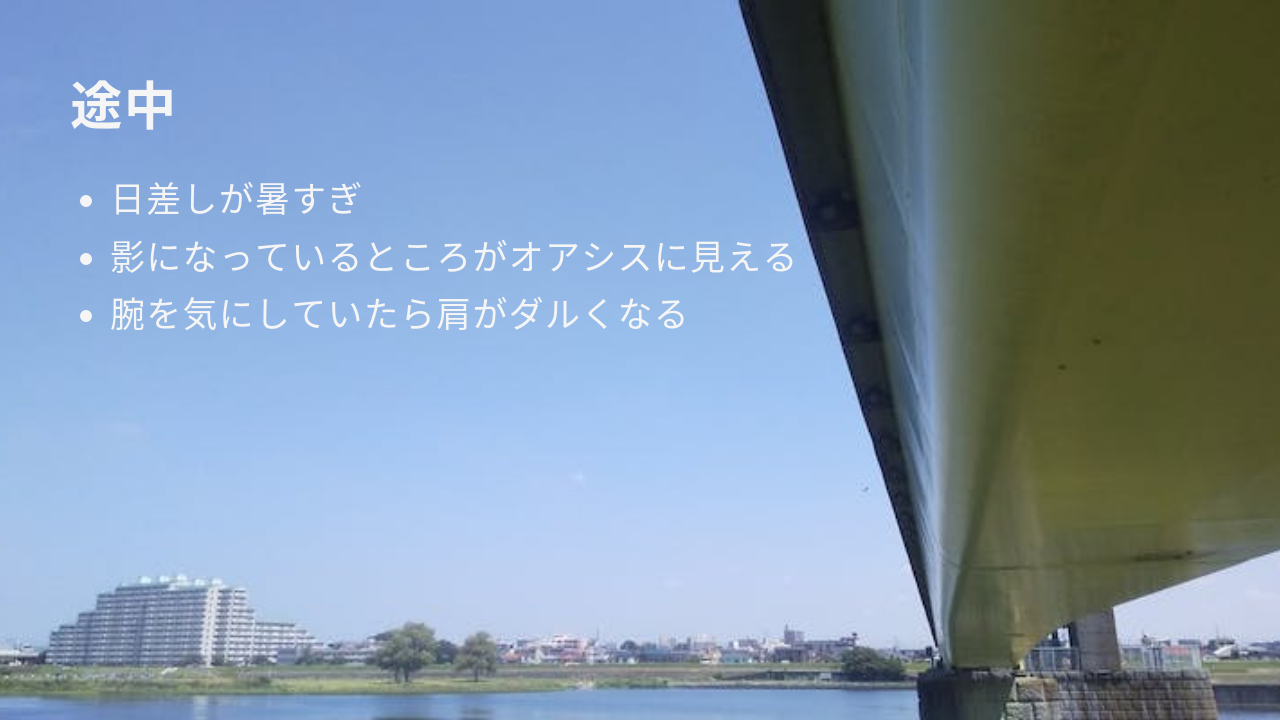 途中
• 日差しが暑すぎ
• 影になっているところがオアシスに見える
• 腕を気にしていたら肩がダルくなる